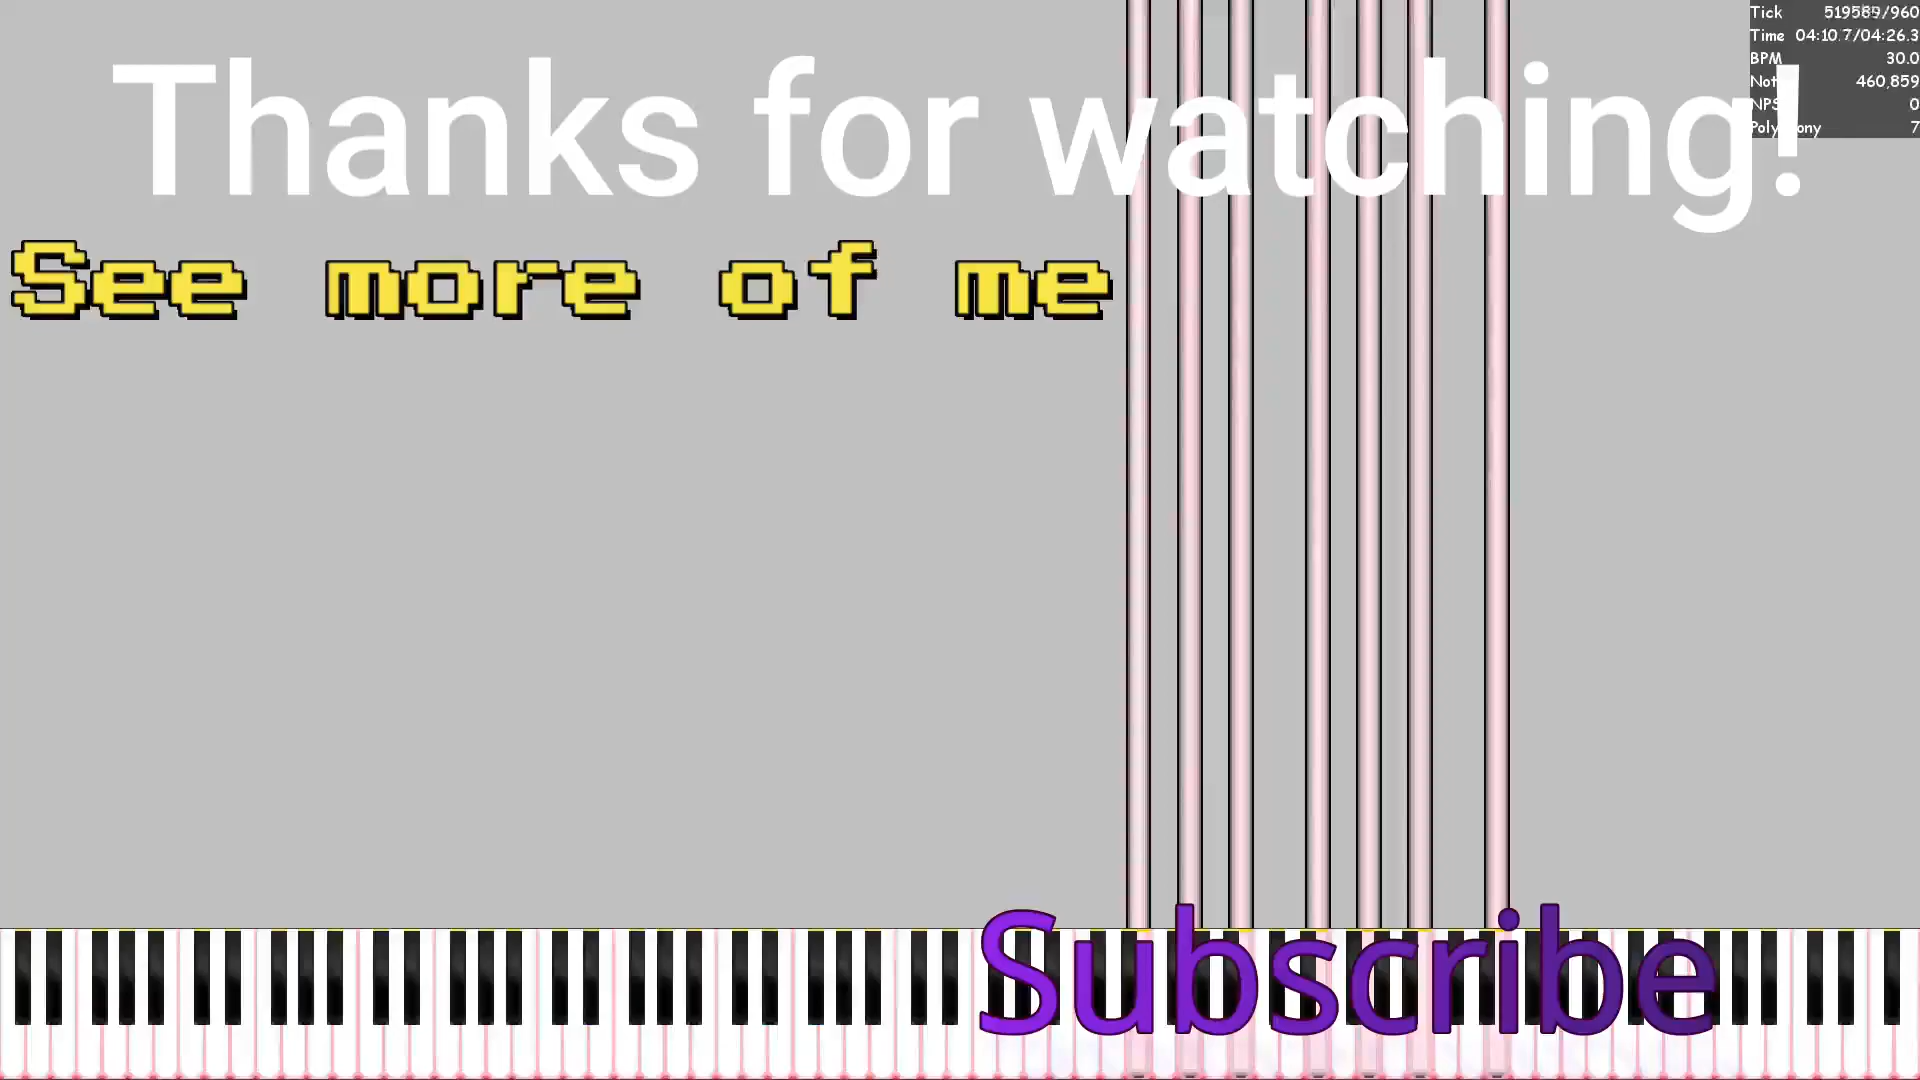 Tick 519589/960
Time 04:10.7/04:26.3
BPM 30.0
460,859
0
7
Thanks for watching!
See more of me
Subscribe